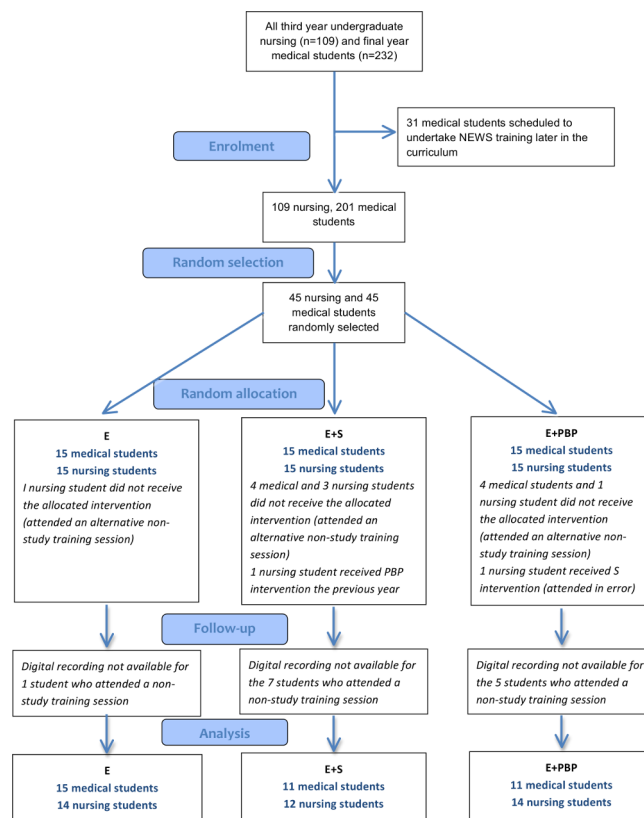 All third year undergraduate
nursing (n=109) and final year
medical students (n=232)
31 medical students scheduled to
undertake NEWS training later in the
curriculum
Enrolment
109 nursing, 201 medical
students
Random selection
45 nursing and 45
medical students
randomly selected
Random allocation
E
15 medical students
15 nursing students
I nursing student did not receive
the allocated intervention
(attended an alternative non-
study training session)
E+S
15 medical students
15 nursing students
4 medical and 3 nursing students
did not receive the allocated
intervention (attended an
alternative non-study training
session)
1 nursing student received PBP
intervention the previous year
E+PBP
15 medical students
15 nursing students
4 medical students and 1
nursing student did not receive
the allocated intervention
(attended an alternative non-
study training session)
1 nursing student received S
intervention (attended in error)
Follow-up
Digital recording not available for
1 student who attended a non-
study training session
Digital recording not available for
the 7 students who attended a
non-study training session
Digital recording not available for
the 5 students who attended a
non-study training session
Analysis
E
15 medical students
14 nursing students
E+S
11 medical students
12 nursing students
E+PBP
11 medical students
14 nursing students